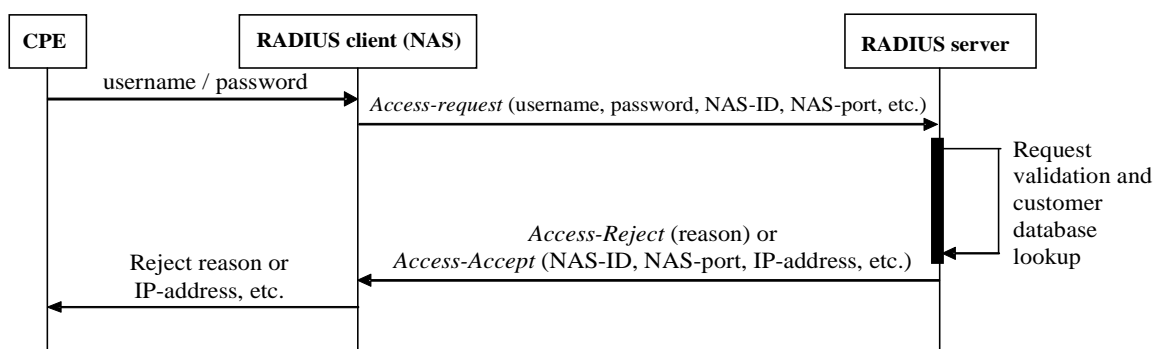 CPE
RADIUS client (NAS)
RADIUS server
username / password
Access-request (username, password, NAS-ID, NAS-port, etc.)
Request
validation and
customer
database
lookup
Access-Reject (reason) or
Access-Accept (NAS-ID, NAS-port, IP-address, etc.)
Reject reason or
IP-address, etc.